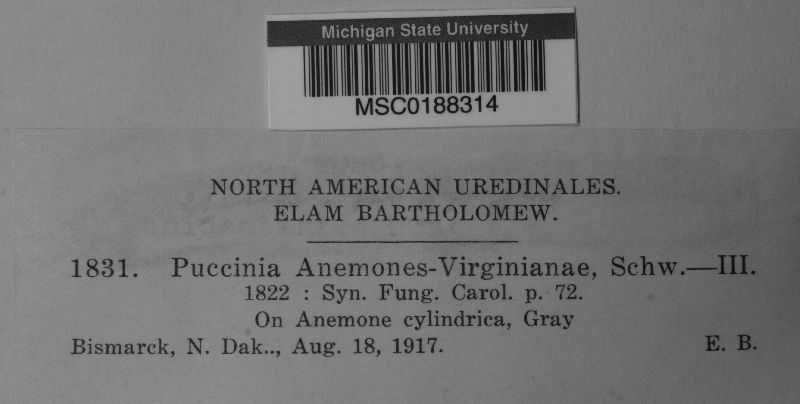 Michigan State University
MSC0188314
NORTH AMERICAN UREDINALES.
ELAM BARTHOLOMEW.
1831. Puccinia Anemones-Virginianae, Schw.—III.
1822 : Syn. Fung. Carol. p. 72.
On Anemone cylindrica, Gray
Bismarck, N. Dak.., Aug. 18, 1917. E. B.